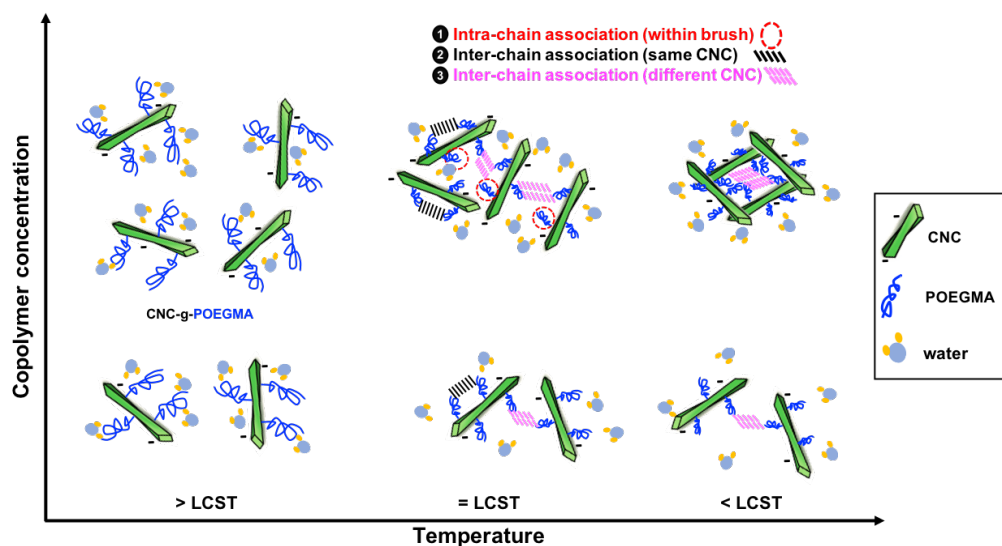 1 Intra-chain association (within brush)
2 Inter-chain association (same CNC)
3 Inter-chain association (different CNC)
Copolymer concentration
CNC-g-POEGMA
CNC
POEGMA
water
> LCST
= LCST
< LCST
Temperature